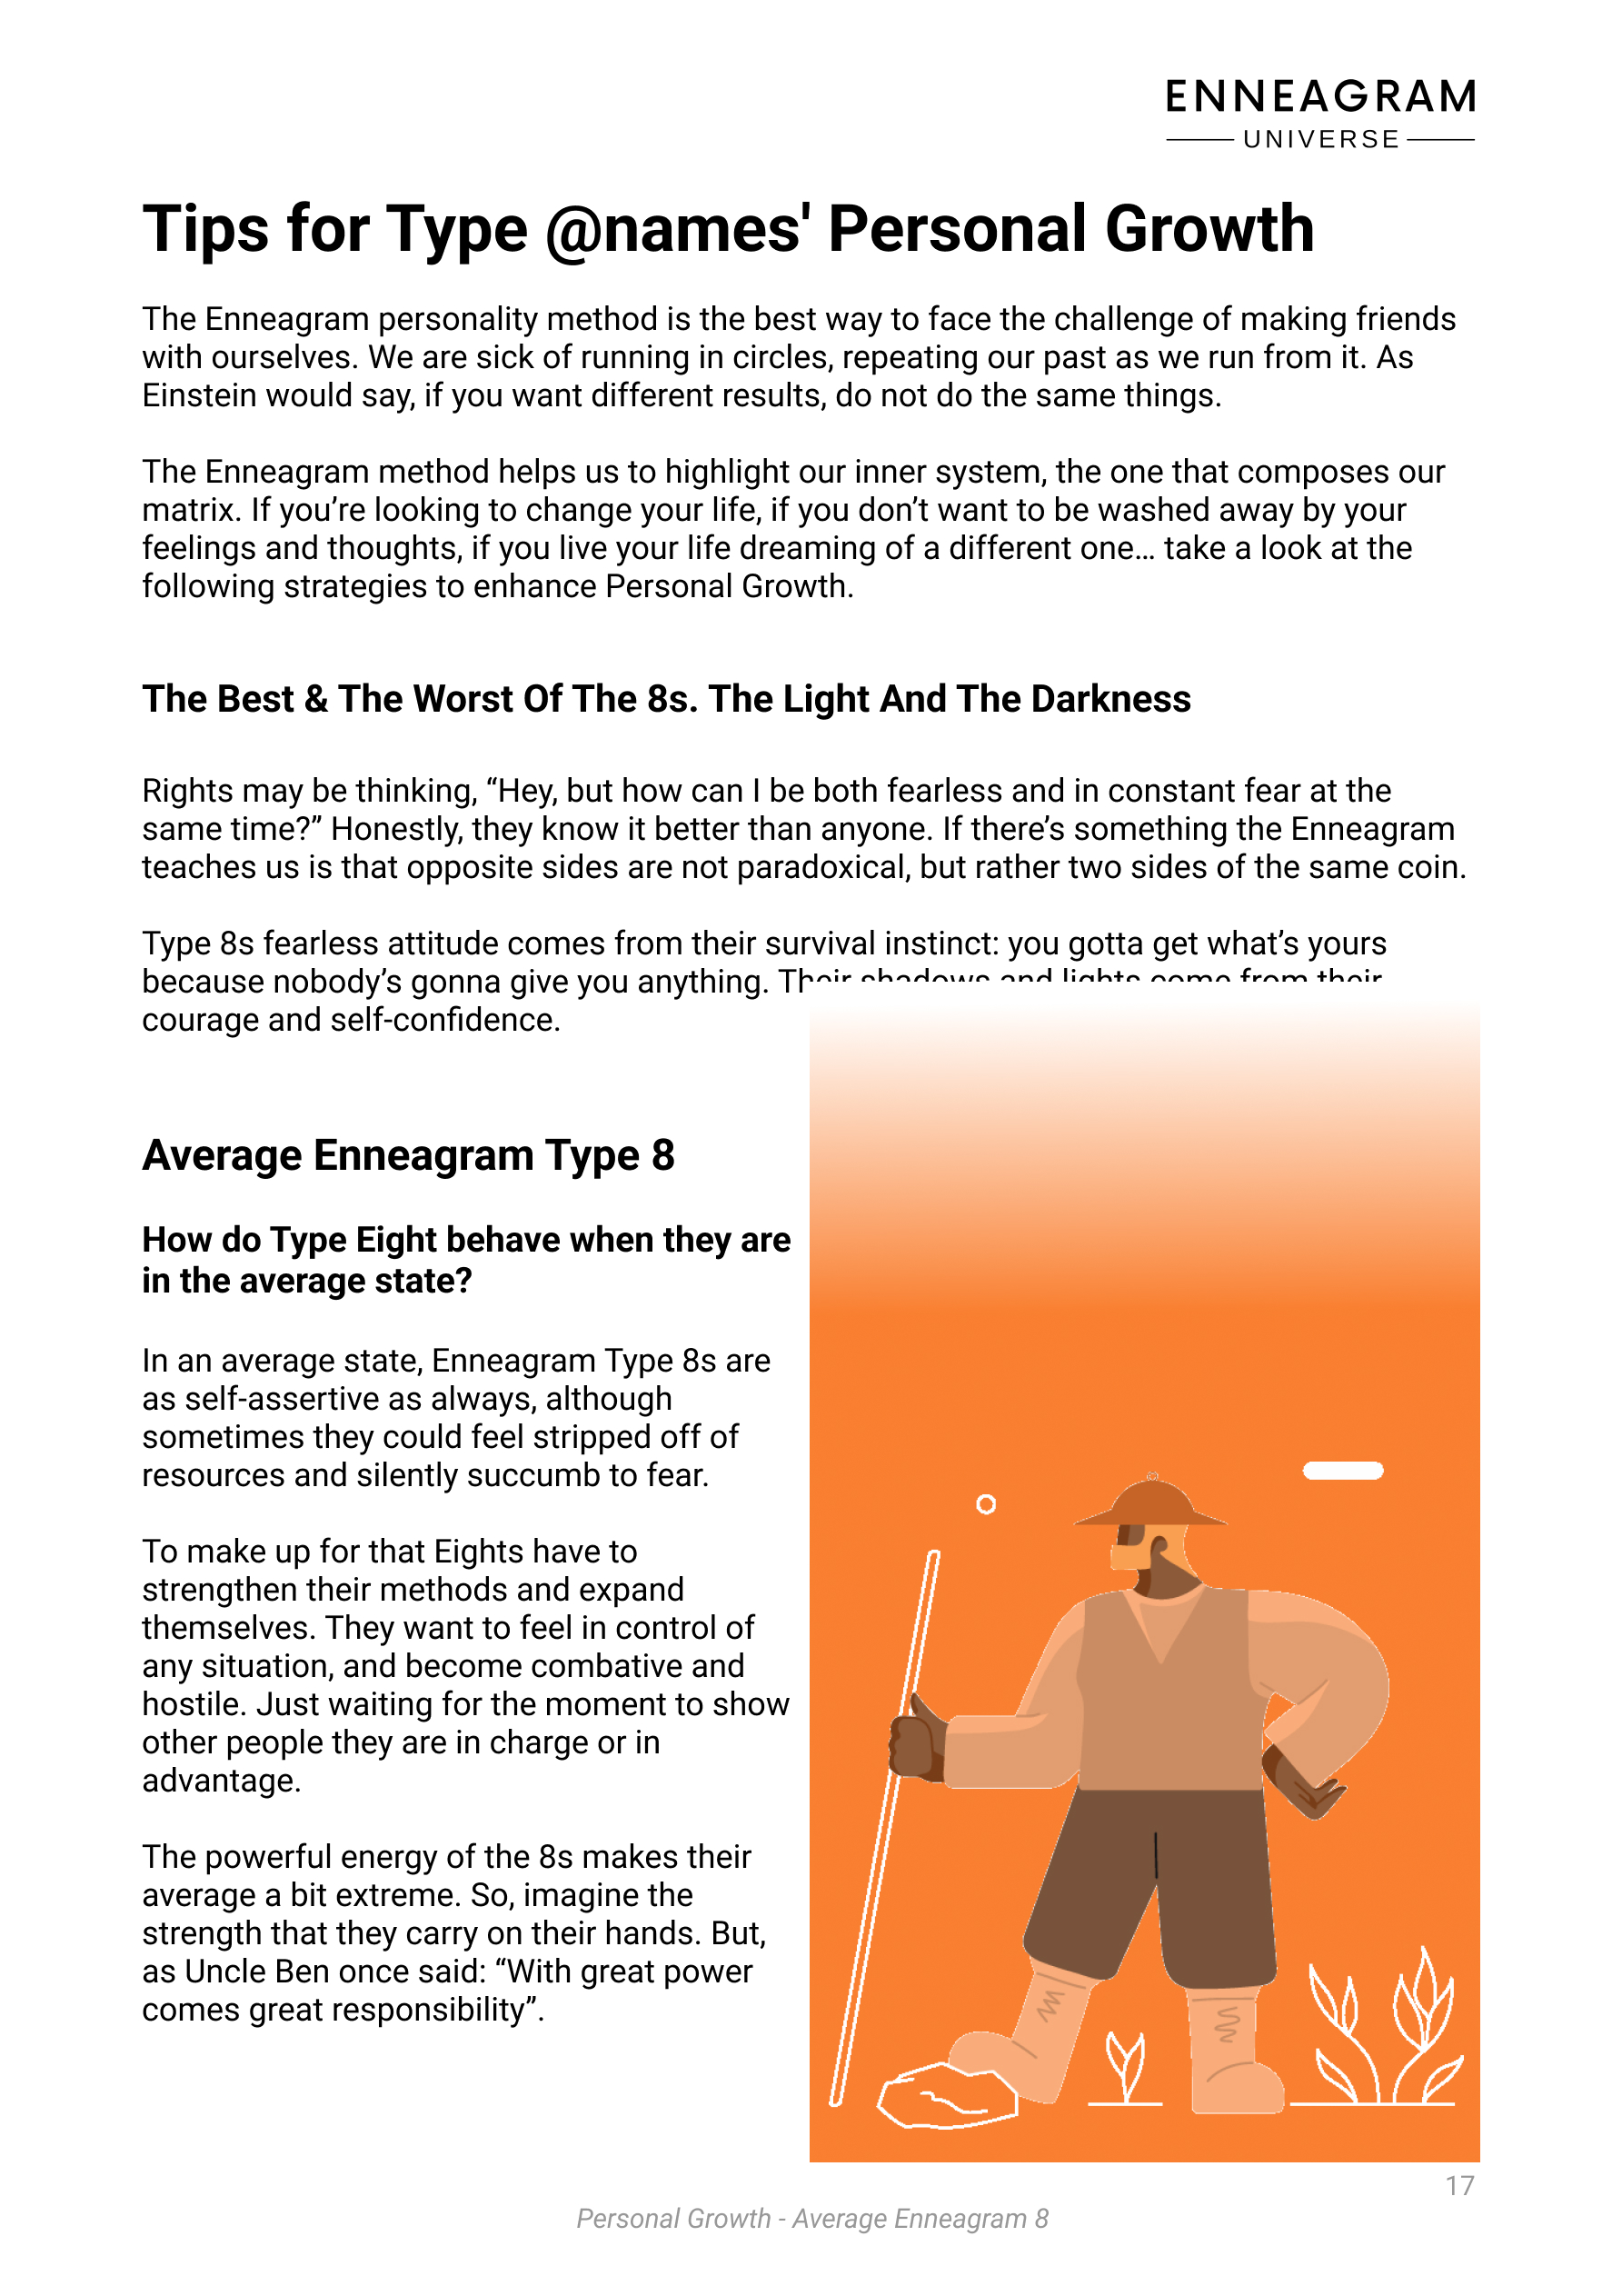 ENNEAGRAM
UNIVERSE
Tips for Type @names' Personal Growth
The Enneagram personality method is the best way to face the challenge of making friends
with ourselves. We are sick of running in circles, repeating our past as we run from it. As
Einstein would say, if you want different results, do not do the same things.
The Enneagram method helps us to highlight our inner system, the one that composes our
matrix. If you’re looking to change your life, if you don’t want to be washed away by your
feelings and thoughts, if you live your life dreaming of a different one… take a look at the
following strategies to enhance Personal Growth.
The Best & The Worst Of The 8s. The Light And The Darkness
Rights may be thinking, “Hey, but how can I be both fearless and in constant fear at the
same time?” Honestly, they know it better than anyone. If there’s something the Enneagram
teaches us is that opposite sides are not paradoxical, but rather two sides of the same coin.
Type 8s fearless attitude comes from their survival instinct: you gotta get what’s yours
because nobody’s gonna give you anything. Their shadows and lights come from their
courage and self-confidence.
Average Enneagram Type 8
How do Type Eight behave when they are
in the average state?
In an average state, Enneagram Type 8s are
as self-assertive as always, although
sometimes they could feel stripped off of
resources and silently succumb to fear.
To make up for that Eights have to
strengthen their methods and expand
themselves. They want to feel in control of
any situation, and become combative and
hostile. Just waiting for the moment to show
other people they are in charge or in
advantage.
The powerful energy of the 8s makes their
average a bit extreme. So, imagine the
strength that they carry on their hands. But,
as Uncle Ben once said: “With great power
comes great responsibility”.
17
Personal Growth - Average Enneagram 8